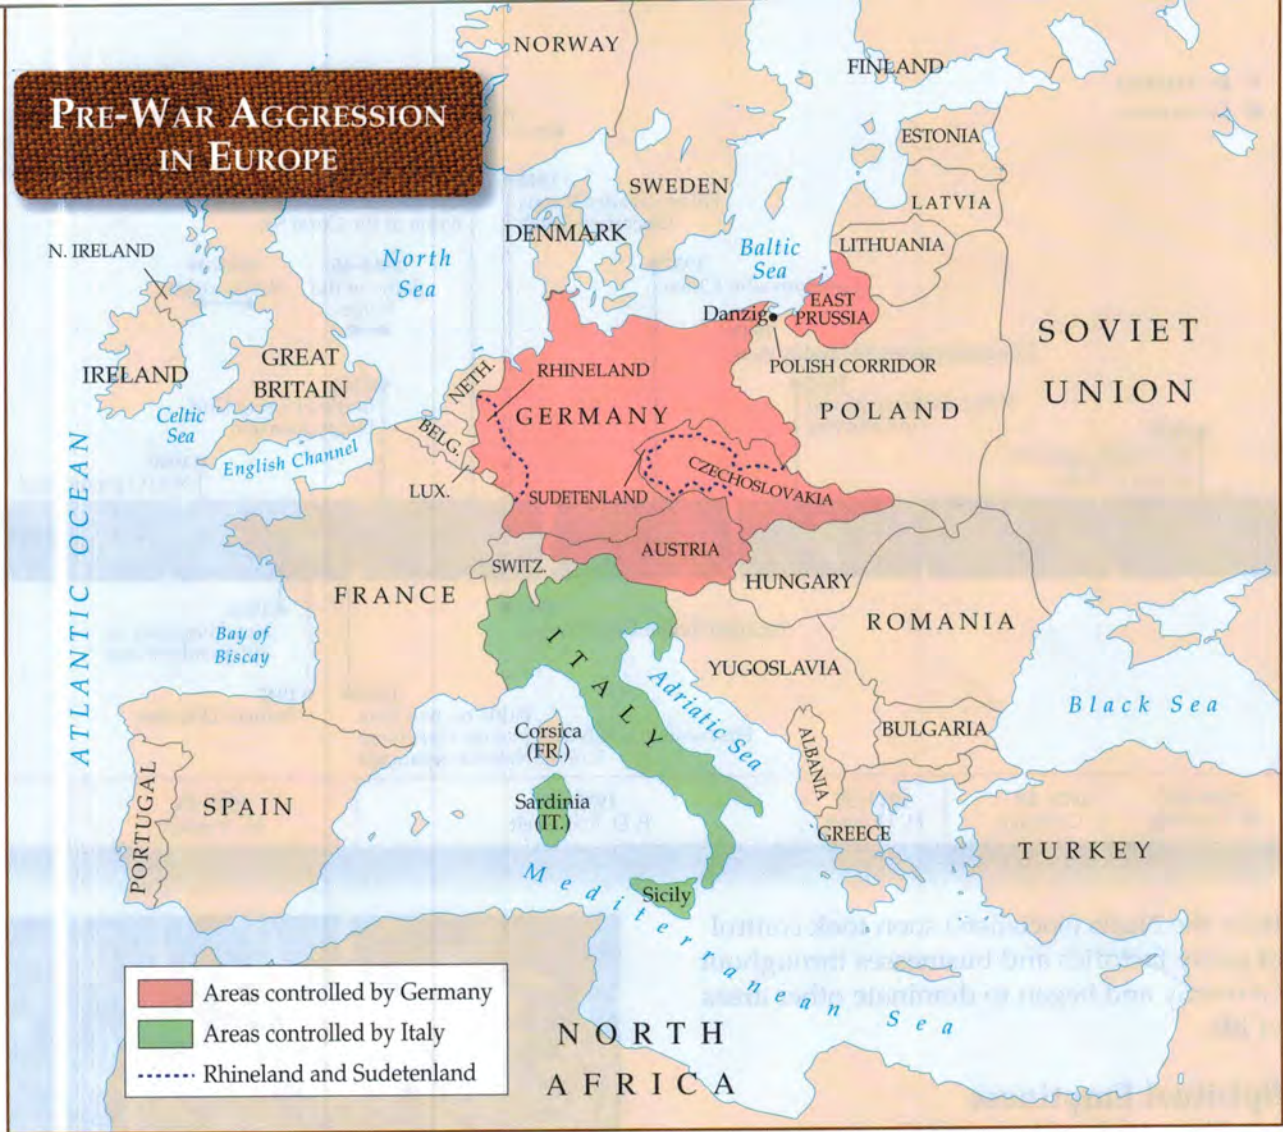 PRE-WAR AGGRESSION
IN EUROPE
NORWAY
FINLAND
ESTONIA
SWEDEN
LATVIA
DENMARK
LITHUANIA
N. IRELAND
North
Sea
Baltic
Sea
EAST
PRUSSIA
Danzig
SOVIET
UNION
IRELAND
GREAT
BRITAIN
NETH.
RHINELAND
POLISH CORRIDOR
Celtic
Sea
GERMANY
POLAND
BELG.
English Channel
LUX.
SUDETENLAND
CZECHOSLOVAKIA
ATLANTIC OCEAN
AUSTRIA
SWITZ.
HUNGARY
FRANCE
ROMANIA
Bay of
Biscay
ITALY
YUGOSLAVIA
Adriatic Sea
Black Sea
Corsica
(FR.)
ALBANIA
BULGARIA
PORTUGAL
SPAIN
Sardinia
(IT.)
GREECE
TURKEY
Sicily
Mediterranean Sea
NORTH
AFRICA
Areas controlled by Germany
Areas controlled by Italy
Rhineland and Sudetenland